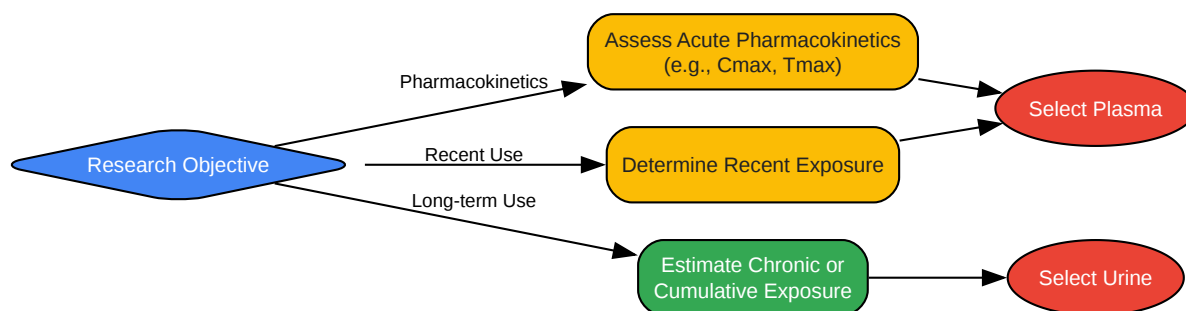 Assess Acute Pharmacokinetics
(e.g., Cmax, Tmax)
Pharmacokinetics
Select Plasma
Research Objective
Recent Use
Determine Recent Exposure
Long-term Use
Estimate Chronic or
Cumulative Exposure
Select Urine